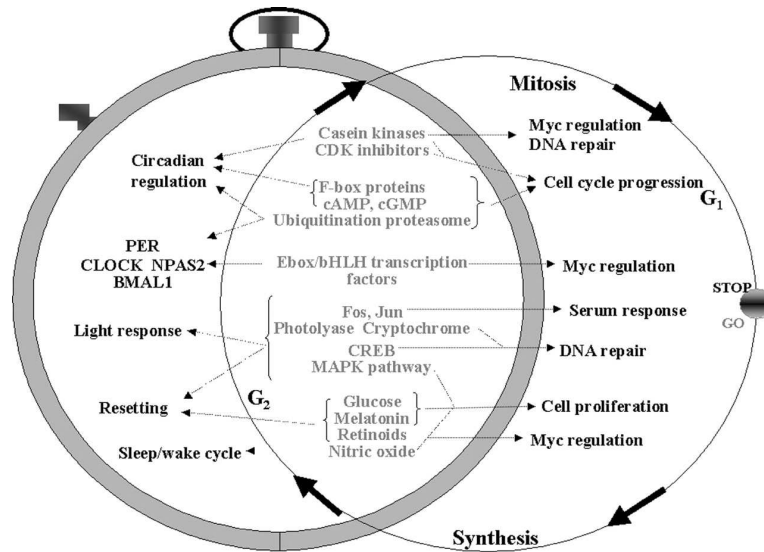 Mitosis
Casein kinases
CDK inhibitors
Myc regulation
DNA repair
Circadian
regulation
F-box proteins
cAMP, cGMP
Ubiquitination proteasome
Cell cycle progression
G1
PER
CLOCK NPAS2
BMAL1
Ebox/bHLH transcription
factors
Myc regulation
STOP
GO
Fos, Jun
Serum response
Light response
Photolyase Cryptochrome
CREB
DNA repair
MAPK pathway
G2
Resetting
Glucose
Melatonin
Retinoids
Nitric oxide
Cell proliferation
Myc regulation
Sleep/wake cycle
Synthesis